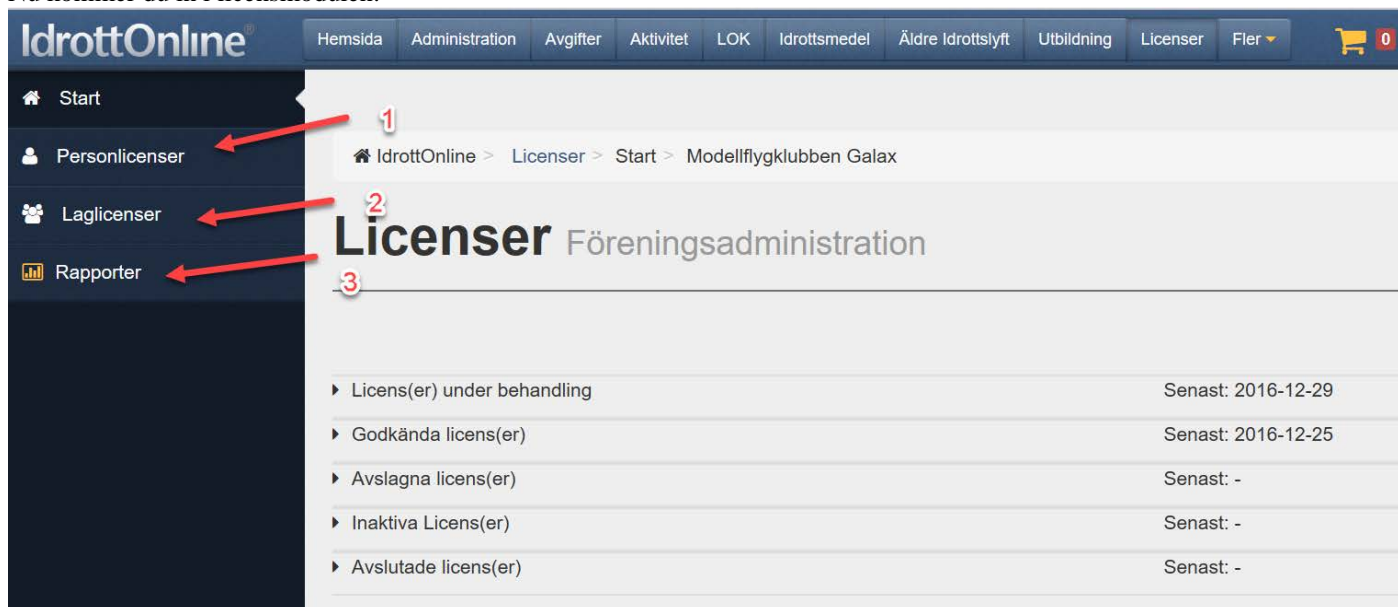 IdrottOnline®
Hemsida Administration Avgifter Aktivitet LOK Idrottsmedel Äldre Idrottslyft Utbildning Licenser Fler 0
Start
Personlicenser
Laglicenser
Rapporter
1
IdrottOnline > Licenser > Start > Modellflygklubben Galax
2
Licenser Föreningsadministration
3
Licens(er) under behandling Senast: 2016-12-29
Godkända licens(er) Senast: 2016-12-25
Avslagna licens(er) Senast: -
Inaktiva Licens(er) Senast: -
Avslutade licens(er) Senast: -